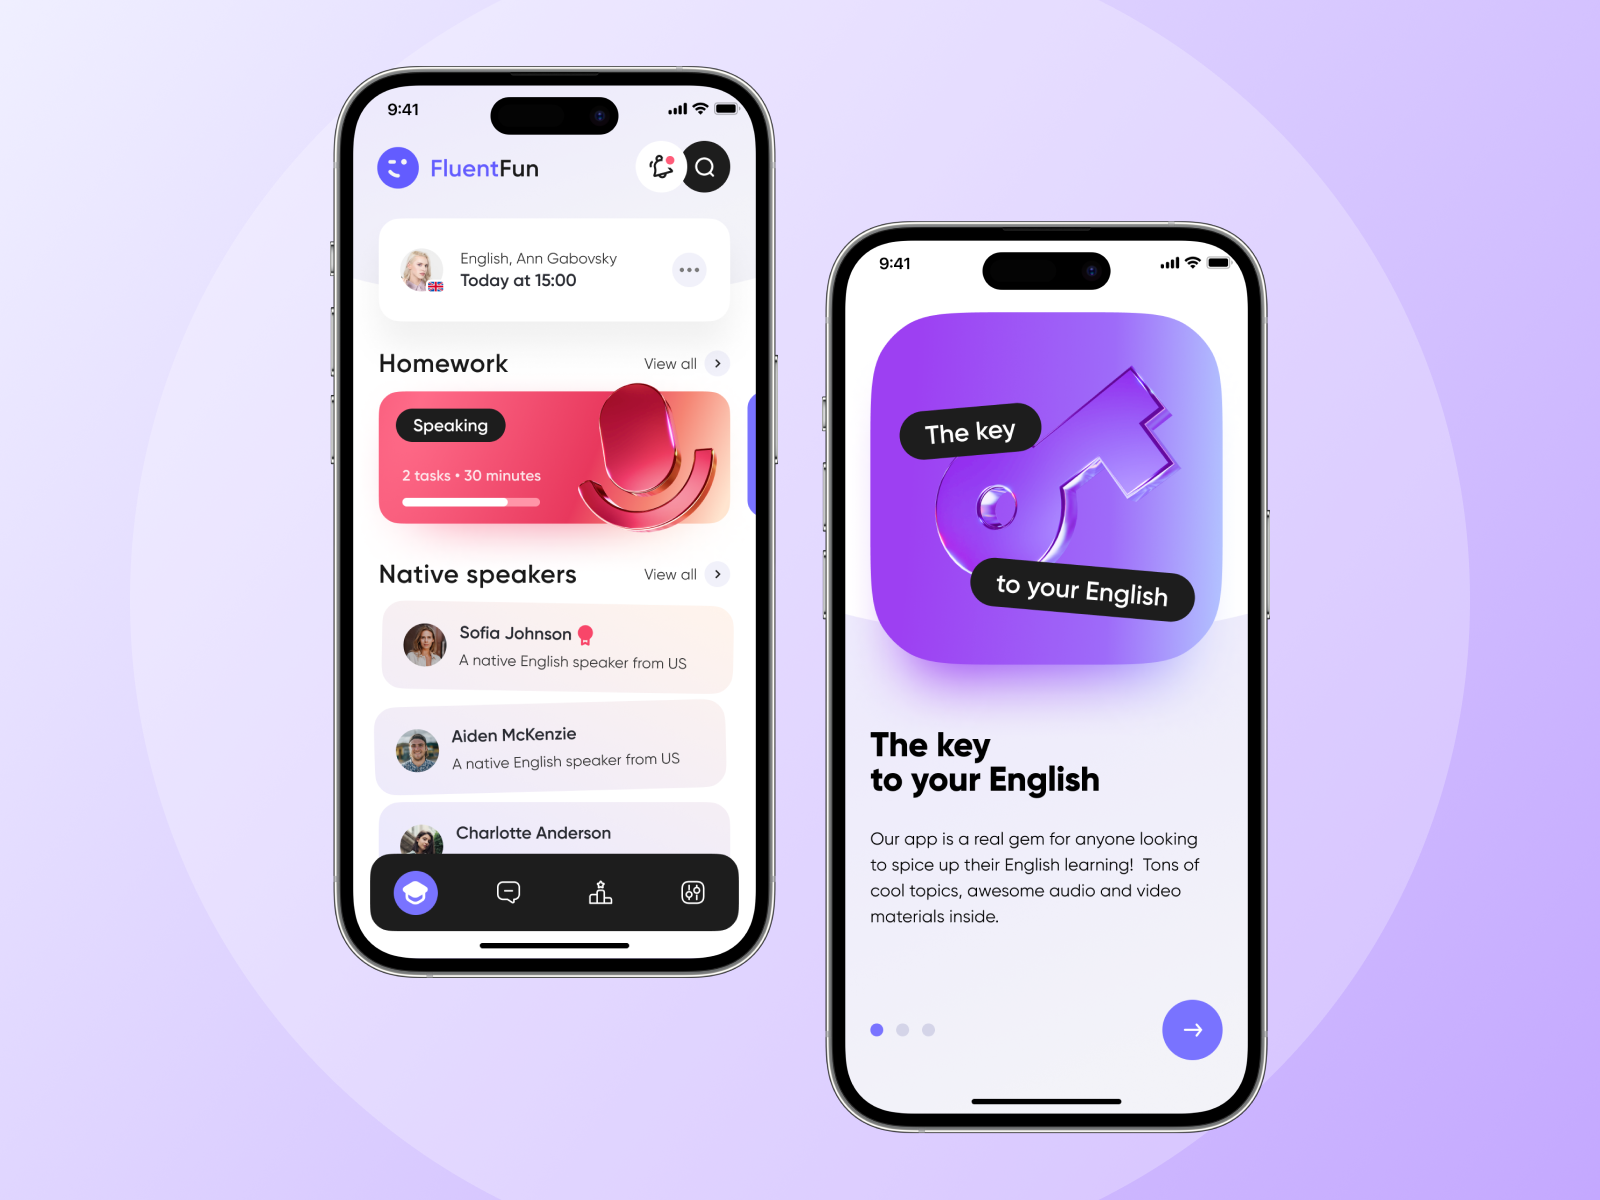 9:41
FluentFun
English, Ann Gabovsky
Today at 15:00
Homework
View all
Speaking
2 tasks • 30 minutes
Native speakers
View all
Sofia Johnson
A native English speaker from US
Aiden McKenzie
A native English speaker from US
Charlotte Anderson
9:41
The key
to your English
The key
to your English
Our app is a real gem for anyone looking
to spice up their English learning! Tons of
cool topics, awesome audio and video
materials inside.